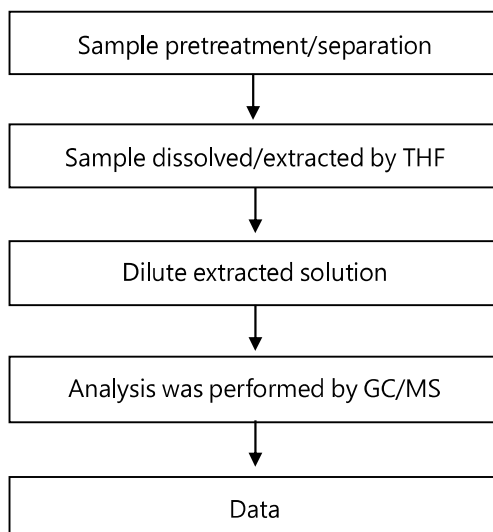 Sample pretreatment/separation
Sample dissolved/extracted by THF
Dilute extracted solution
Analysis was performed by GC/MS
Data